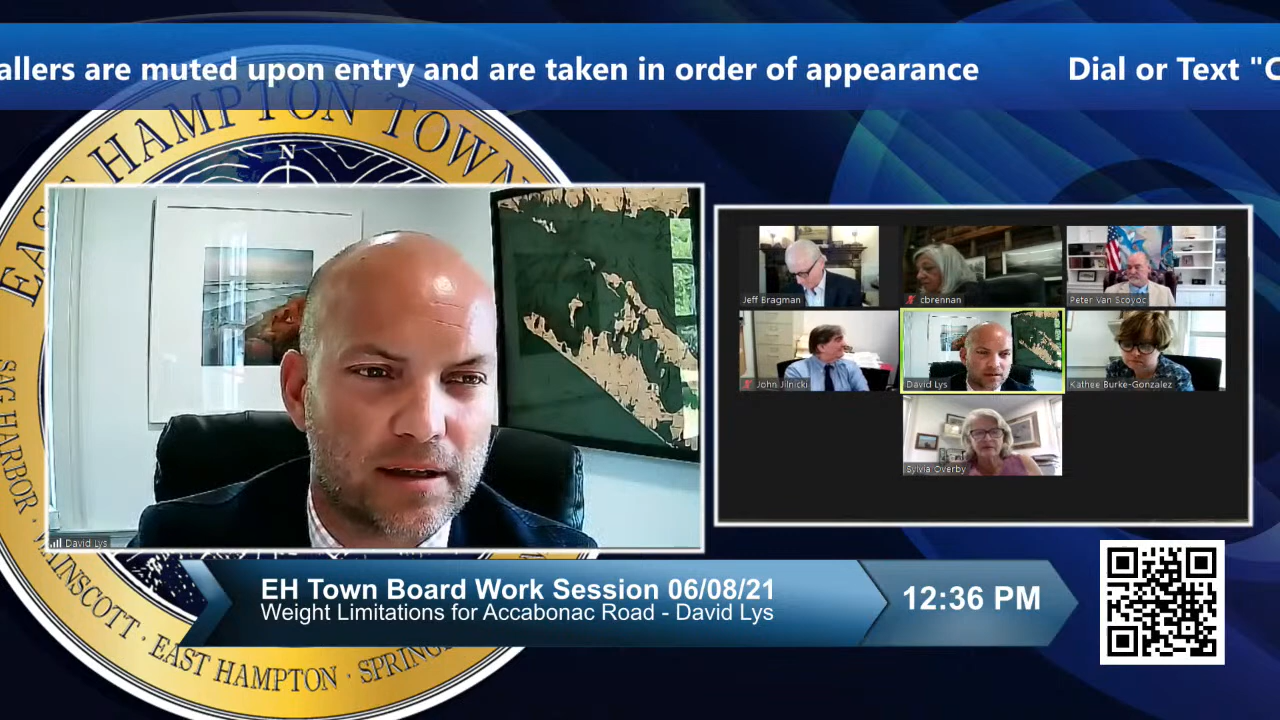 allers are muted upon entry and are taken in order of appearance Dial or Text "C
EAST HAMPTON TOWN
N
SAG HARBOR · WAINSCOTT · EAST HAMPTON · SPRING
David Lys
Jeff Bragman
cbrennan
Peter Van Scoyoc
John Jilnicki
David Lys
Kathee Burke-Gonzalez
Sylvia Overby
EH Town Board Work Session 06/08/21
Weight Limitations for Accabonac Road - David Lys
12:36 PM